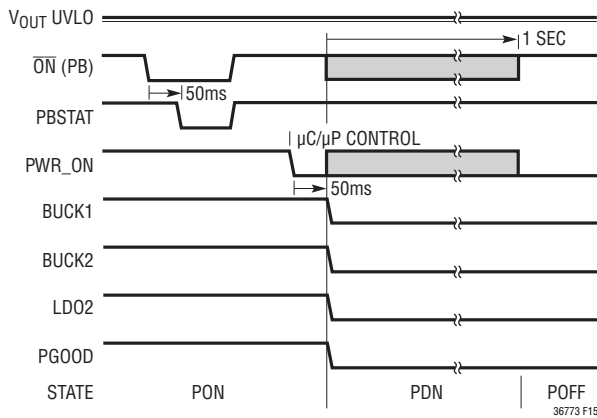 VOUT UVLO
1 SEC
ON (PB)
50ms
PBSTAT
µC/µP CONTROL
PWR_ON
50ms
BUCK1
BUCK2
LDO2
PGOOD
STATE PON PDN POFF
36773 F15